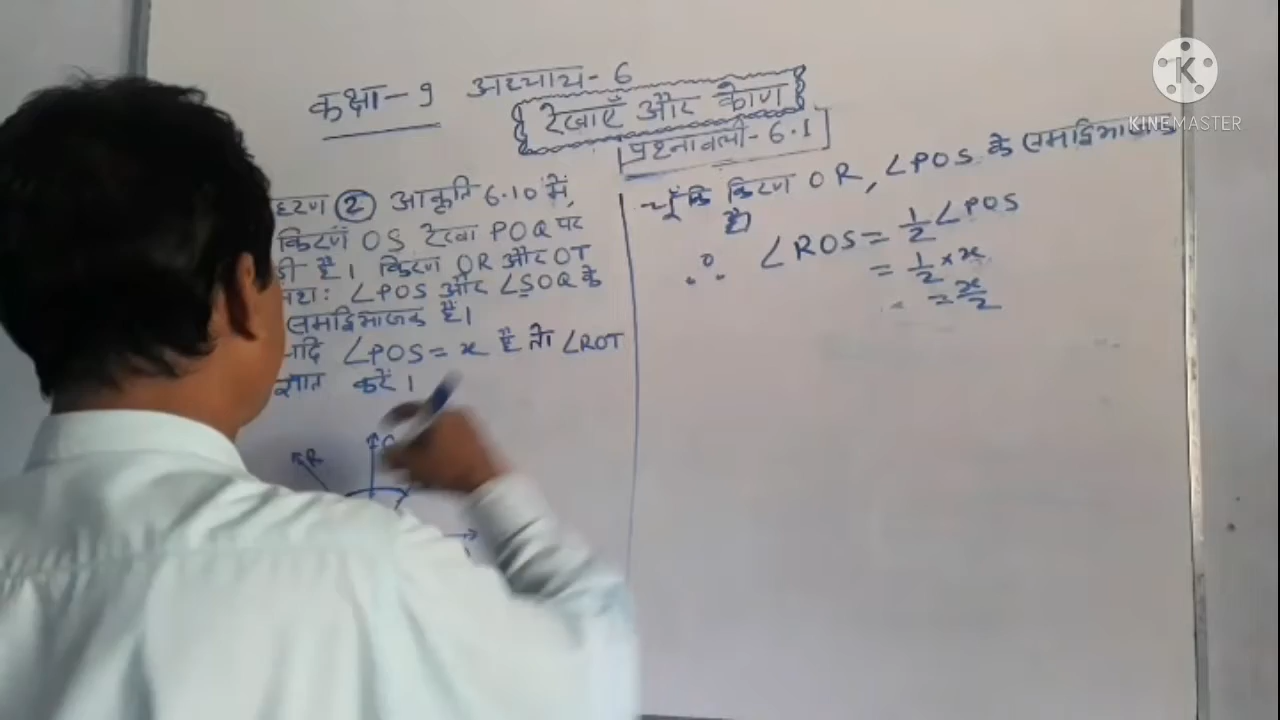 कक्षा-9 अध्याय-6
रेखाएँ और कोण
प्रश्नावली-6.1
हरण (2) आकृति 6.10 में,
किरण OS रेखा POQ पर
है। किरण OR और OT
∠POS और ∠SOQ के
समद्विभाजक हैं।
यदि ∠POS = x है तो ∠ROT
ज्ञात करें।
R
चूँकि किरण OR, ∠POS के समद्विभाजक
है।
∴ ∠ROS = 1/2 ∠POS
= 1/2 × x
= x/2
K
KINEMASTER